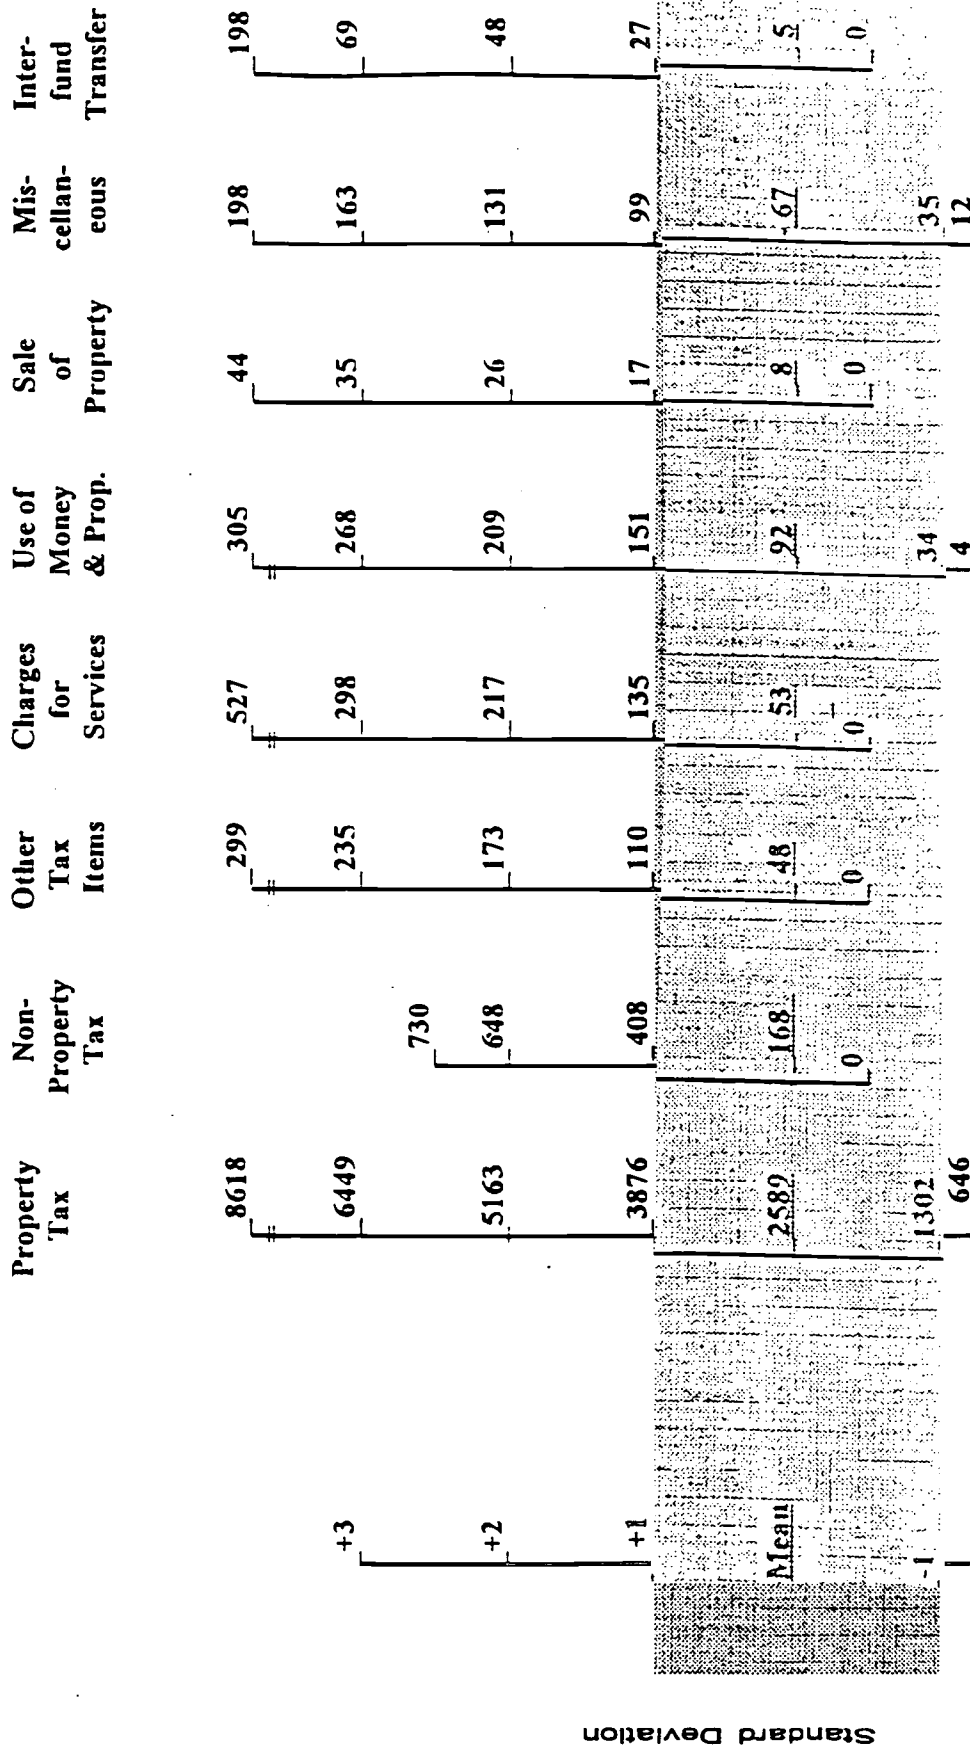 Property
Tax
Non-
Property
Tax
Other
Tax
Items
Charges
for
Services
Use of
Money
& Prop.
Sale
of
Property
Mis-
cellan-
eous
Inter-
fund
Transfer
8618 299 527 305 44 198 198
+3 6449 730 235 298 268 35 163 69
+2 5163 648 173 217 209 26 131 48
+1 3876 408 110 135 151 17 99 27
Mean 2589 168 48 53 92 8 67 5
0 0 0 0 0
-1 1302 34 35
646 4 12
Standard Deviation